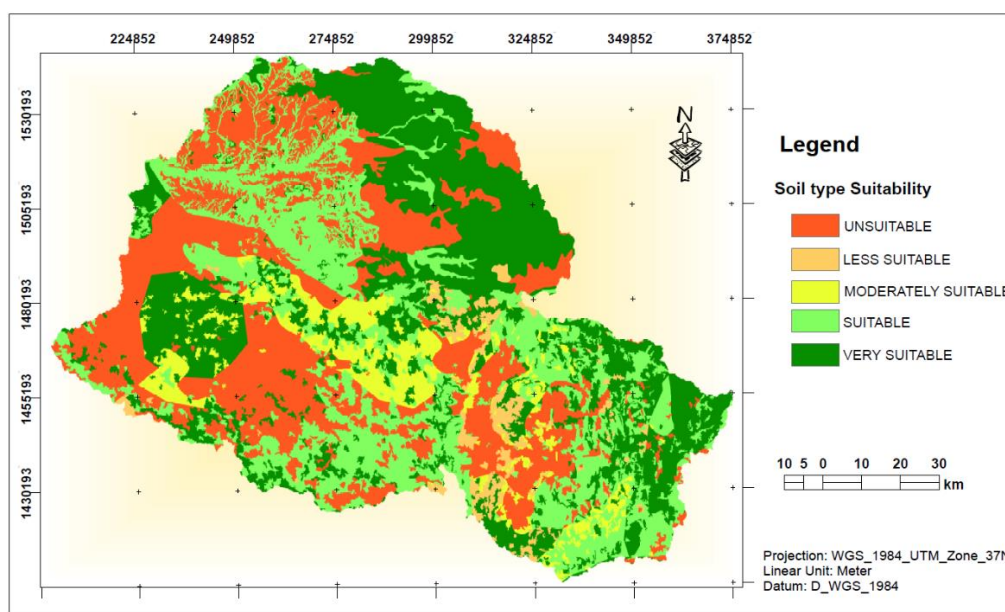 224852 249852 274852 299852 324852 349852 374852
1530193
1505193
1480193
1455193
1430193
N
Legend
Soil type Suitability
UNSUITABLE
LESS SUITABLE
MODERATELY SUITABLE
SUITABLE
VERY SUITABLE
10 5 0 10 20 30
km
Projection: WGS_1984_UTM_Zone_37N
Linear Unit: Meter
Datum: D_WGS_1984